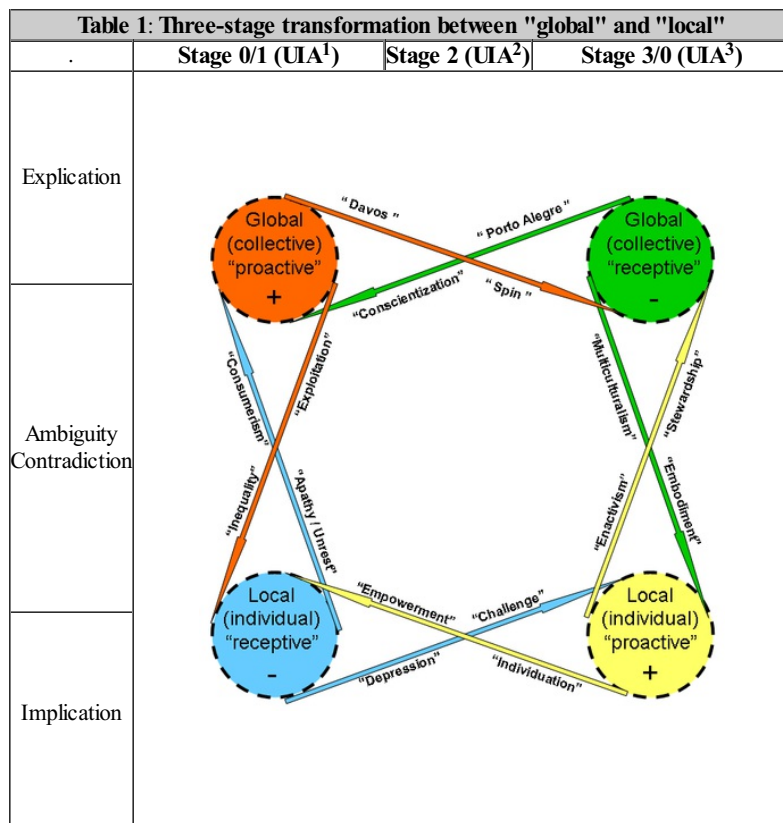 Table 1: Three-stage transformation between "global" and "local"
. Stage 0/1 (UIA1) Stage 2 (UIA2) Stage 3/0 (UIA3)
Explication
Global
(collective)
“proactive”
+
“ Davos ”
“ Spin ”
“ Porto Alegre”
“Conscientization”
Global
(collective)
“receptive”
-
Ambiguity
Contradiction
“Consumerism”
“Exploitation”
“Inequality”
“Apathy / Unrest”
“Multiculturalism
“Stewardship”
“Enactivism”
“Embodiment”
Implication
Local
(individual)
“receptive”
-
“Empowerment”
“Challenge”
“Depression”
“Individuation”
Local
(individual)
“proactive”
+